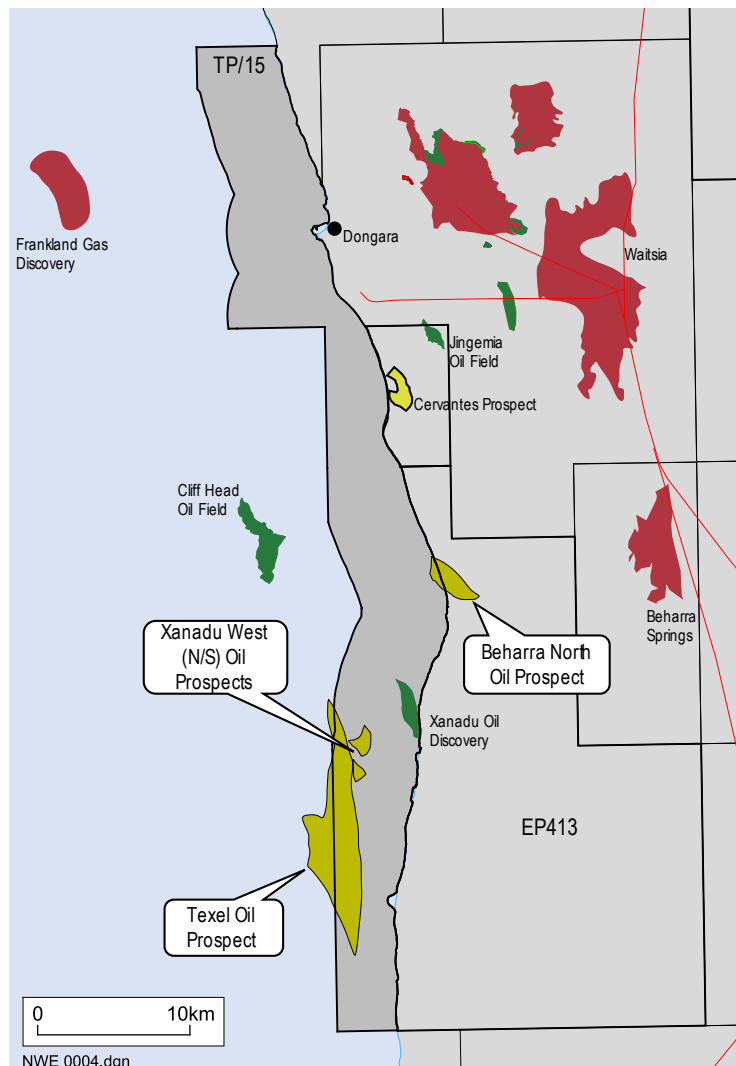 TP/15
Frankland Gas
Discovery
Dongara
Waitsia
Jingemia
Oil Field
Cervantes Prospect
Cliff Head
Oil Field
Xanadu West
(N/S) Oil
Prospects
Beharra North
Oil Prospect
Beharra
Springs
Xanadu Oil
Discovery
EP413
Texel Oil
Prospect
0
10km
NWE 0004.dgn